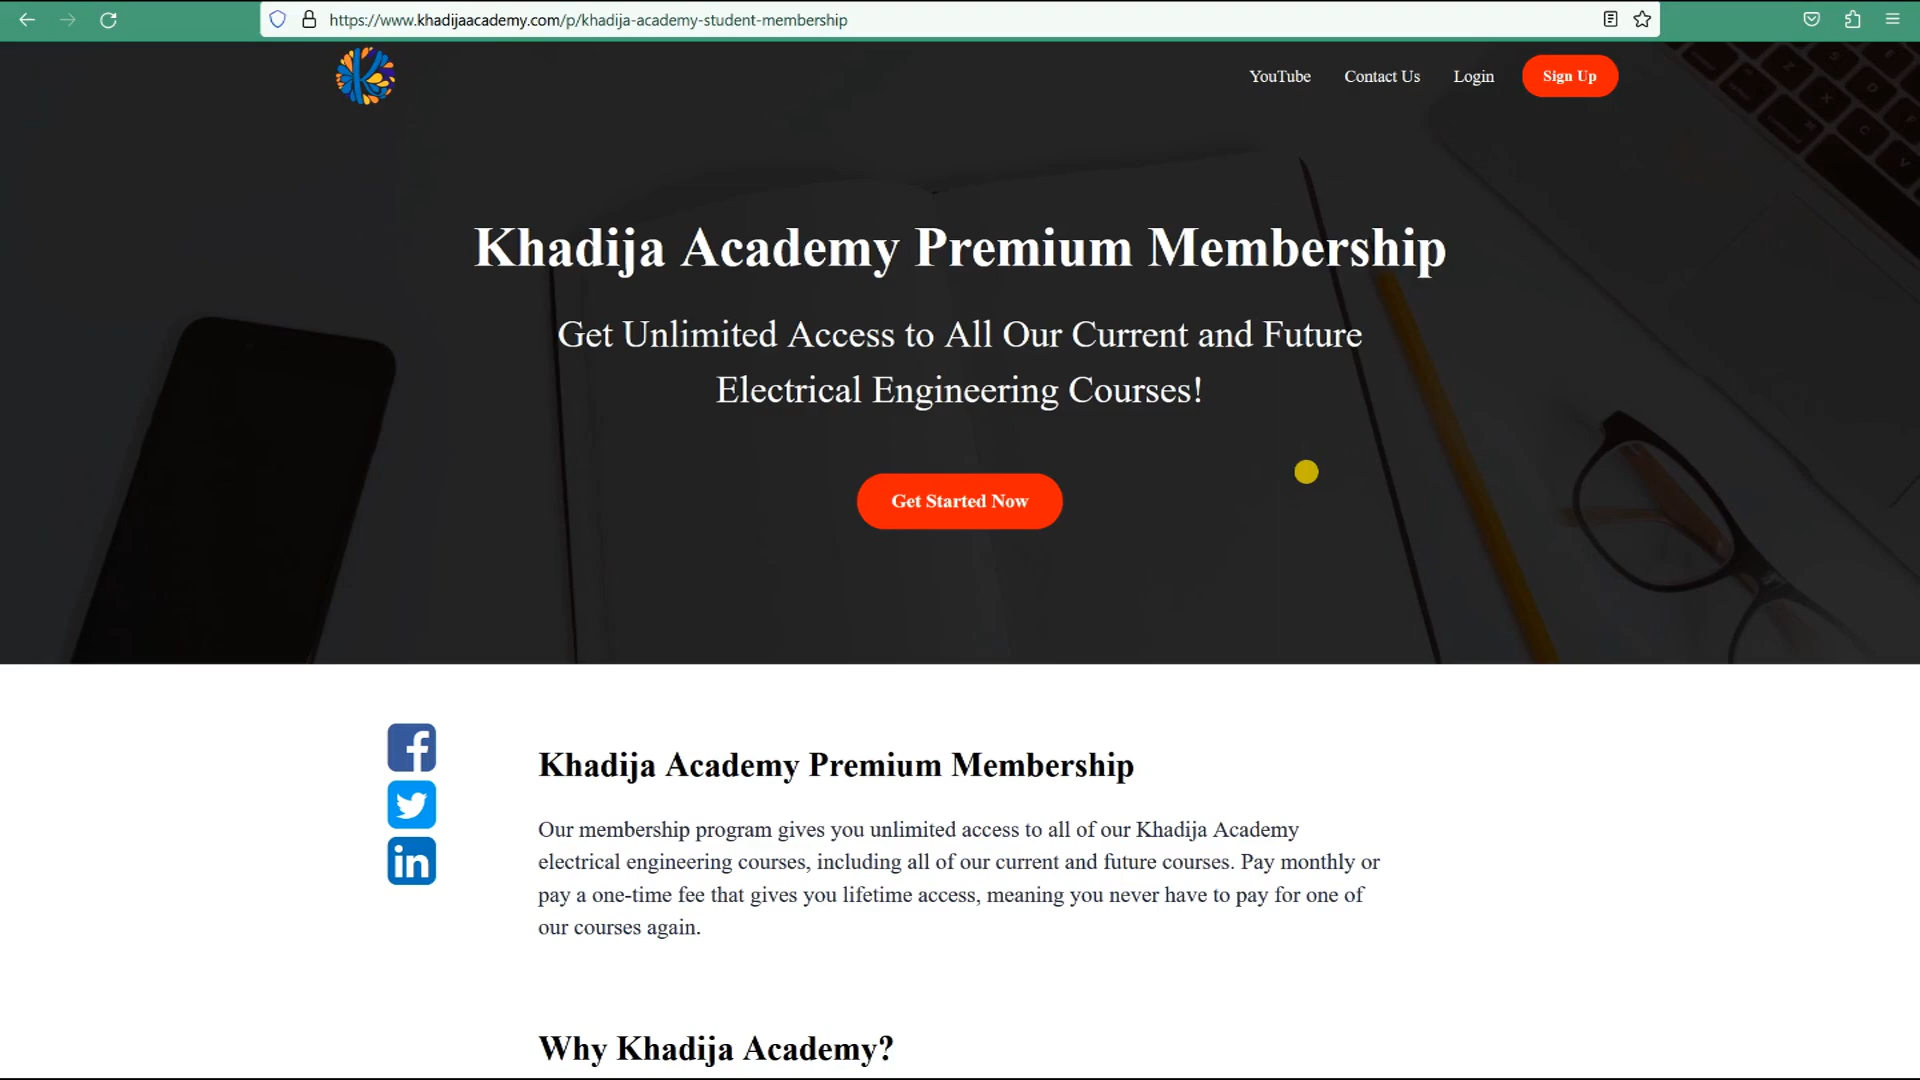 https://www.khadijaacademy.com/p/khadija-academy-student-membership
YouTube Contact Us Login Sign Up
Khadija Academy Premium Membership
Get Unlimited Access to All Our Current and Future
Electrical Engineering Courses!
Get Started Now
Khadija Academy Premium Membership
Our membership program gives you unlimited access to all of our Khadija Academy
electrical engineering courses, including all of our current and future courses. Pay monthly or
pay a one-time fee that gives you lifetime access, meaning you never have to pay for one of
our courses again.
Why Khadija Academy?